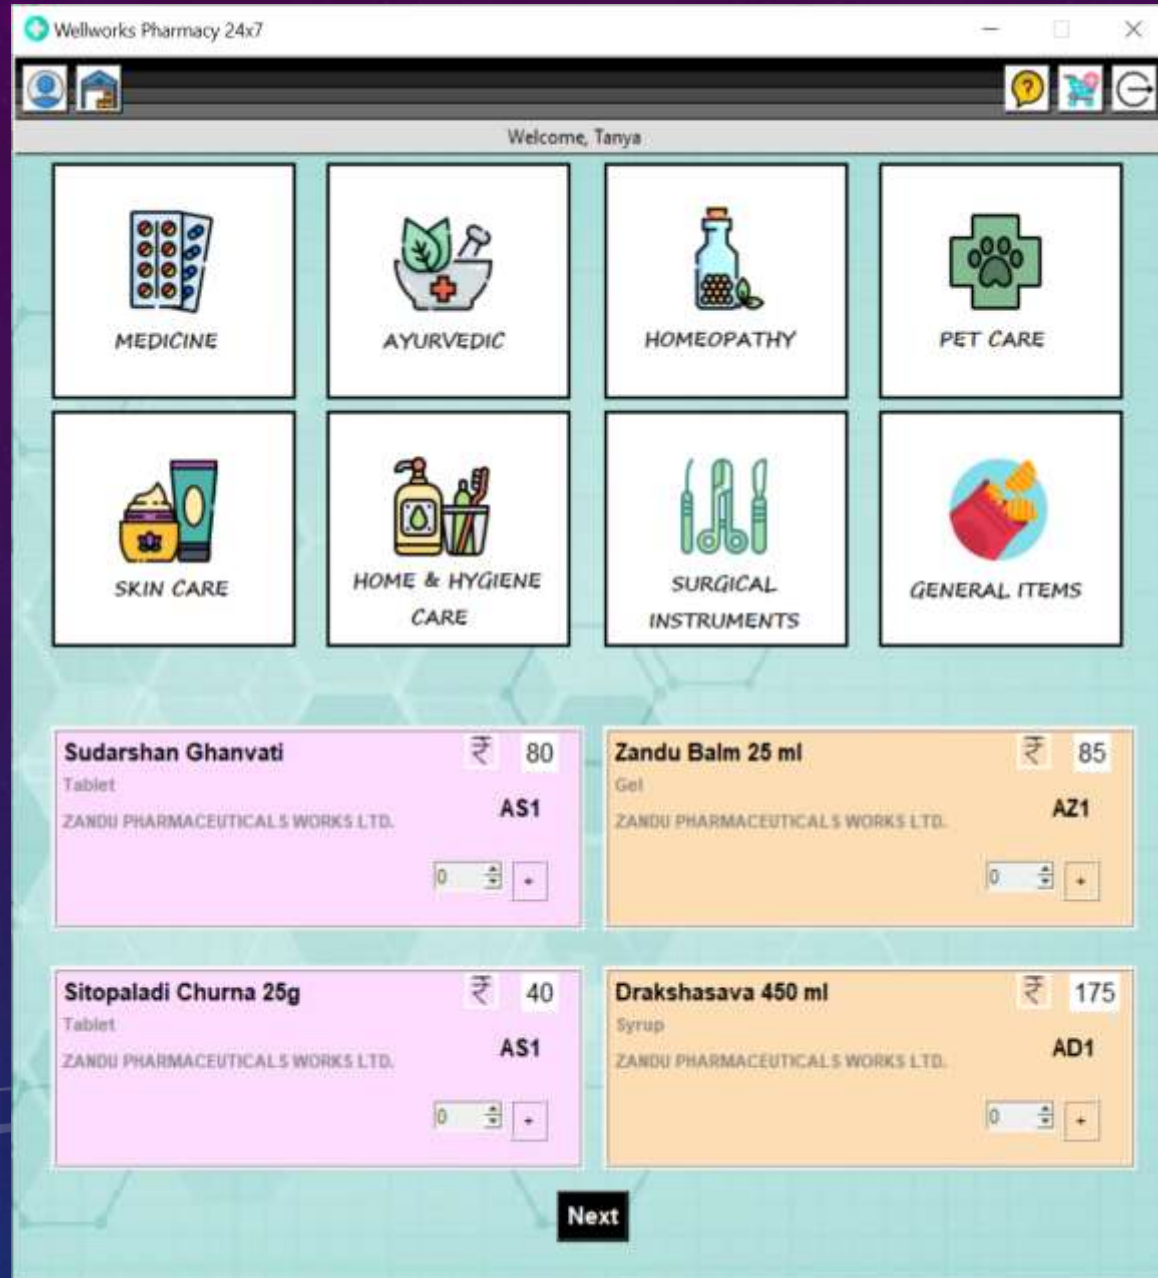 Wellworks Pharmacy 24x7
?
Welcome, Tanya
MEDICINE
AYURVEDIC
HOMEOPATHY
PET CARE
SKIN CARE
HOME & HYGIENE
CARE
SURGICAL
INSTRUMENTS
GENERAL ITEMS
Sudarshan Ghanvati ₹ 80
Tablet
AS1
ZANDU PHARMACEUTICALS WORKS LTD.
0 +
Zandu Balm 25 ml ₹ 85
Gel
AZ1
ZANDU PHARMACEUTICALS WORKS LTD.
0 +
Sitopaladi Churna 25g ₹ 40
Tablet
AS1
ZANDU PHARMACEUTICALS WORKS LTD.
0 +
Drakshasava 450 ml ₹ 175
Syrup
AD1
ZANDU PHARMACEUTICALS WORKS LTD.
0 +
Next